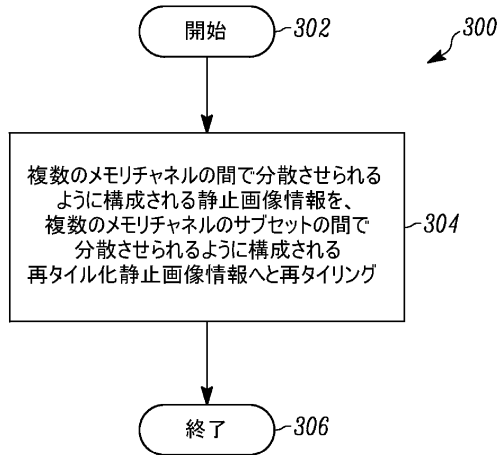 開始
302
300
複数のメモリチャネルの間で分散させられる
ように構成される静止画像情報を、
複数のメモリチャネルのサブセットの間で
分散させられるように構成される
再タイル化静止画像情報へと再タイリング
304
終了
306